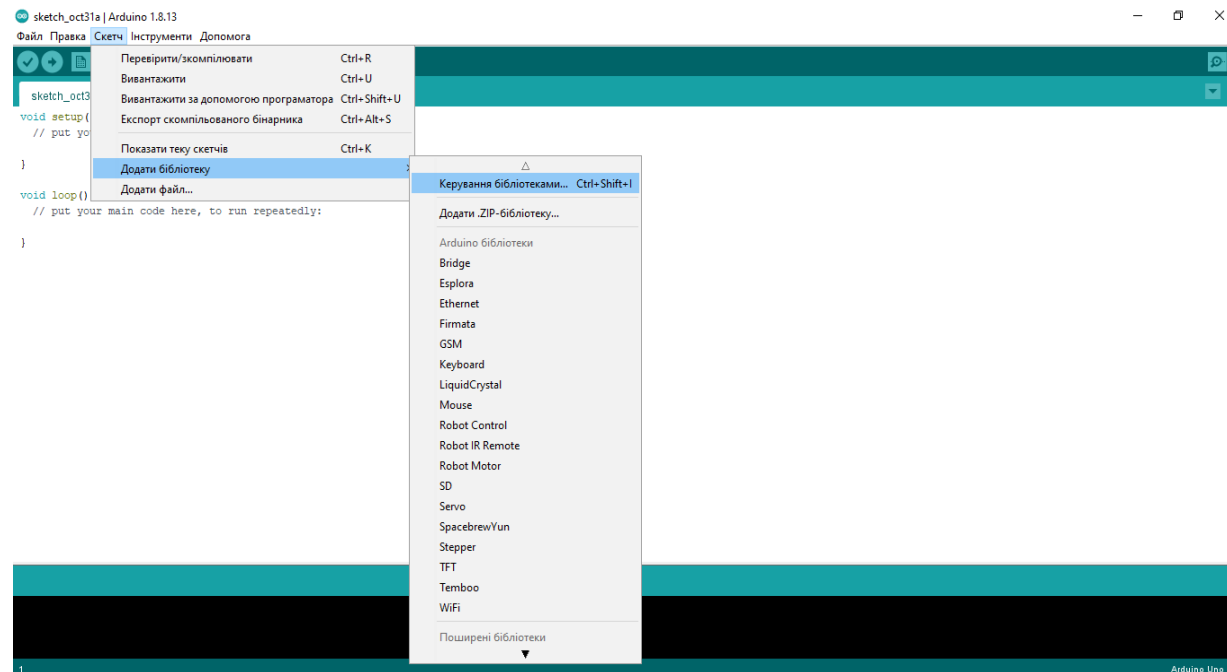 sketch_oct31a | Arduino 1.8.13
Файл Правка Скетч Інструменти Допомога
Перевірити/зкомпілювати Ctrl+R
Вивантажити Ctrl+U
Вивантажити за допомогою програматора Ctrl+Shift+U
Експорт скомпільованого бінарника Ctrl+Alt+S
Показати теку скетчів Ctrl+K
Додати бібліотеку
Додати файл...
sketch_oct3
void setup(
// put yo
}
void loop()
// put your main code here, to run repeatedly:
}
Керування бібліотеками... Ctrl+Shift+I
Додати .ZIP-бібліотеку...
Arduino бібліотеки
Bridge
Esplora
Ethernet
Firmata
GSM
Keyboard
LiquidCrystal
Mouse
Robot Control
Robot IR Remote
Robot Motor
SD
Servo
SpacebrewYun
Stepper
TFT
Temboo
WiFi
Поширені бібліотеки
1
Arduino Uno